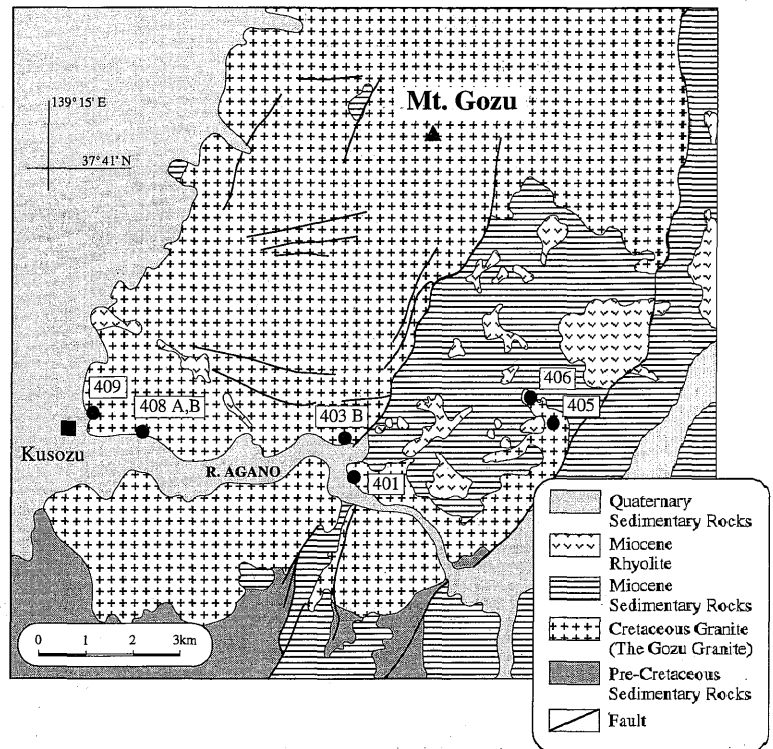 139° 15' E
37° 41' N
Mt. Gozu
409
408 A,B
403 B
406
405
401
Kusozu
R. AGANO
0 1 2 3km
Quaternary
Sedimentary Rocks
Miocene
Rhyolite
Miocene
Sedimentary Rocks
Cretaceous Granite
(The Gozu Granite)
Pre-Cretaceous
Sedimentary Rocks
Fault